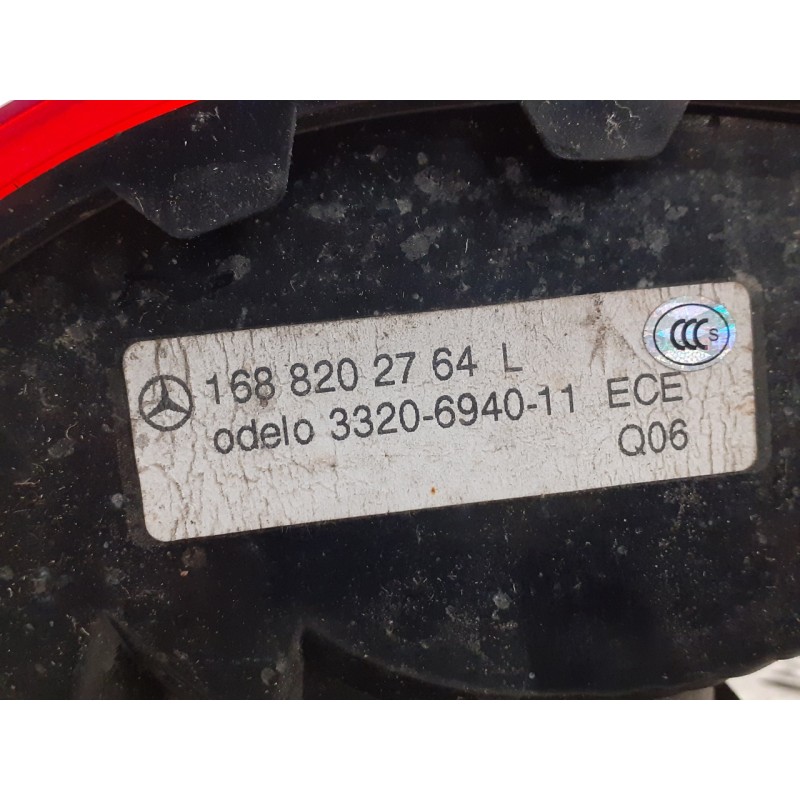 168 820 27 64 L
odelo 3320-6940-11 ECE
Q06
CCC S